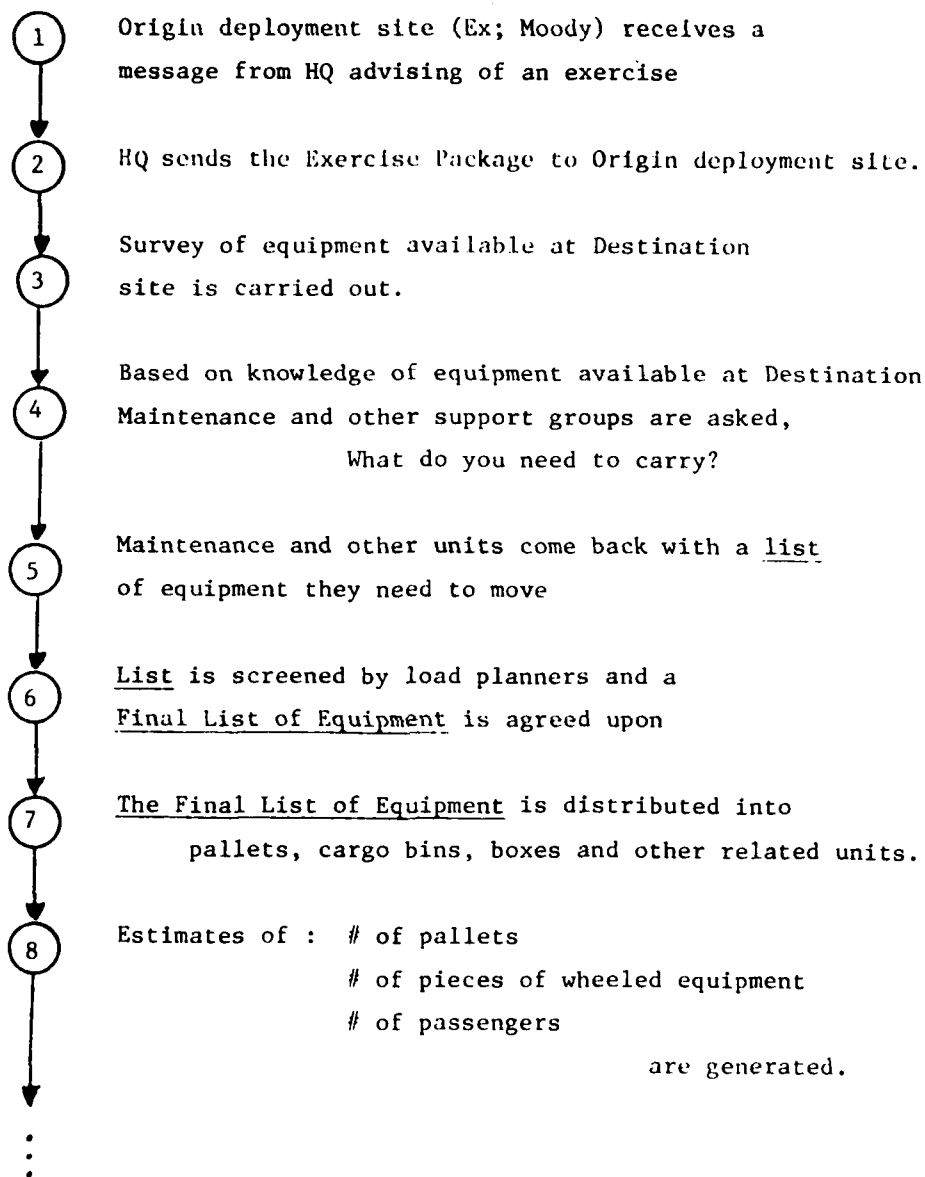 1
Origin deployment site (Ex; Moody) receives a
message from HQ advising of an exercise
2
HQ sends the Exercise Package to Origin deployment site.
3
Survey of equipment available at Destination
site is carried out.
4
Based on knowledge of equipment available at Destination
Maintenance and other support groups are asked,
What do you need to carry?
5
Maintenance and other units come back with a list
of equipment they need to move
6
List is screened by load planners and a
Final List of Equipment is agreed upon
7
The Final List of Equipment is distributed into
pallets, cargo bins, boxes and other related units.
8
Estimates of : # of pallets
# of pieces of wheeled equipment
# of passengers
are generated.